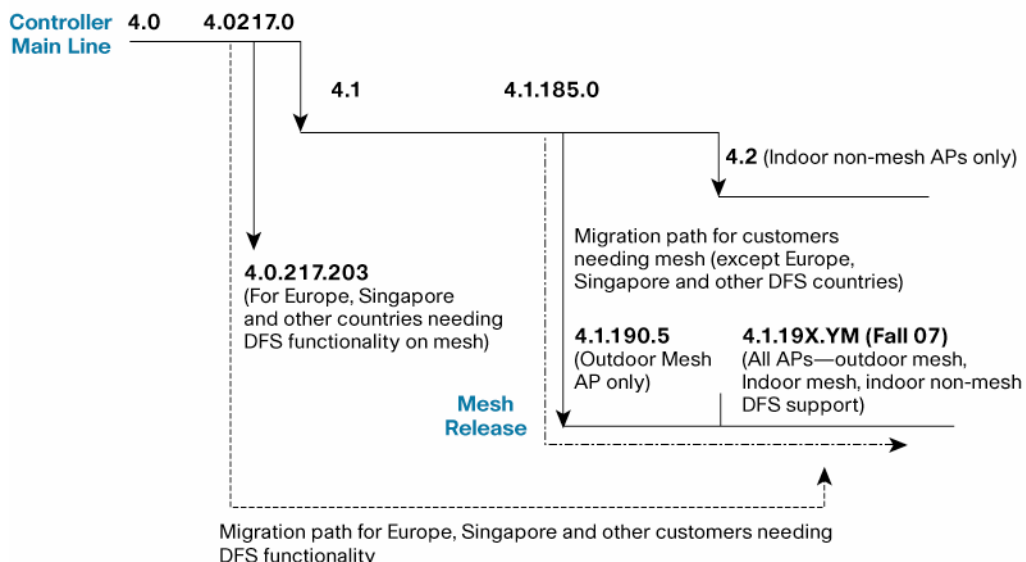 Controller
Main Line
4.0
4.0217.0
4.1
4.1.185.0
4.2 (Indoor non-mesh APs only)
Migration path for customers
needing mesh (except Europe,
Singapore and other DFS countries)
4.0.217.203
(For Europe, Singapore
and other countries needing
DFS functionality on mesh)
4.1.190.5
(Outdoor Mesh
AP only)
4.1.19X.YM (Fall 07)
(All APs—outdoor mesh,
Indoor mesh, indoor non-mesh
DFS support)
Mesh
Release
Migration path for Europe, Singapore and other customers needing
DFS functionality